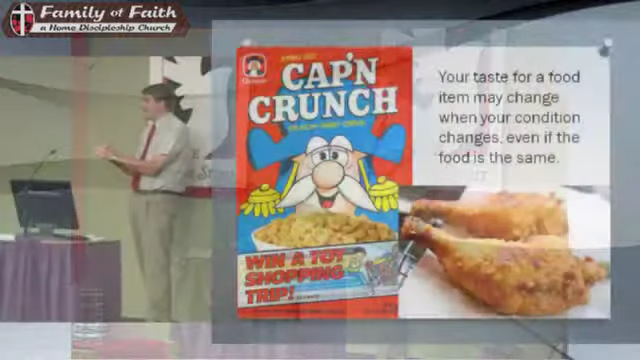 Family of Faith
a Home Discipleship Church
Quaker
CAP'N
CRUNCH
WIN A TOY
SHOPPING
TRIP!
Your taste for a food
item may change
when your condition
changes, even if the
food is the same.